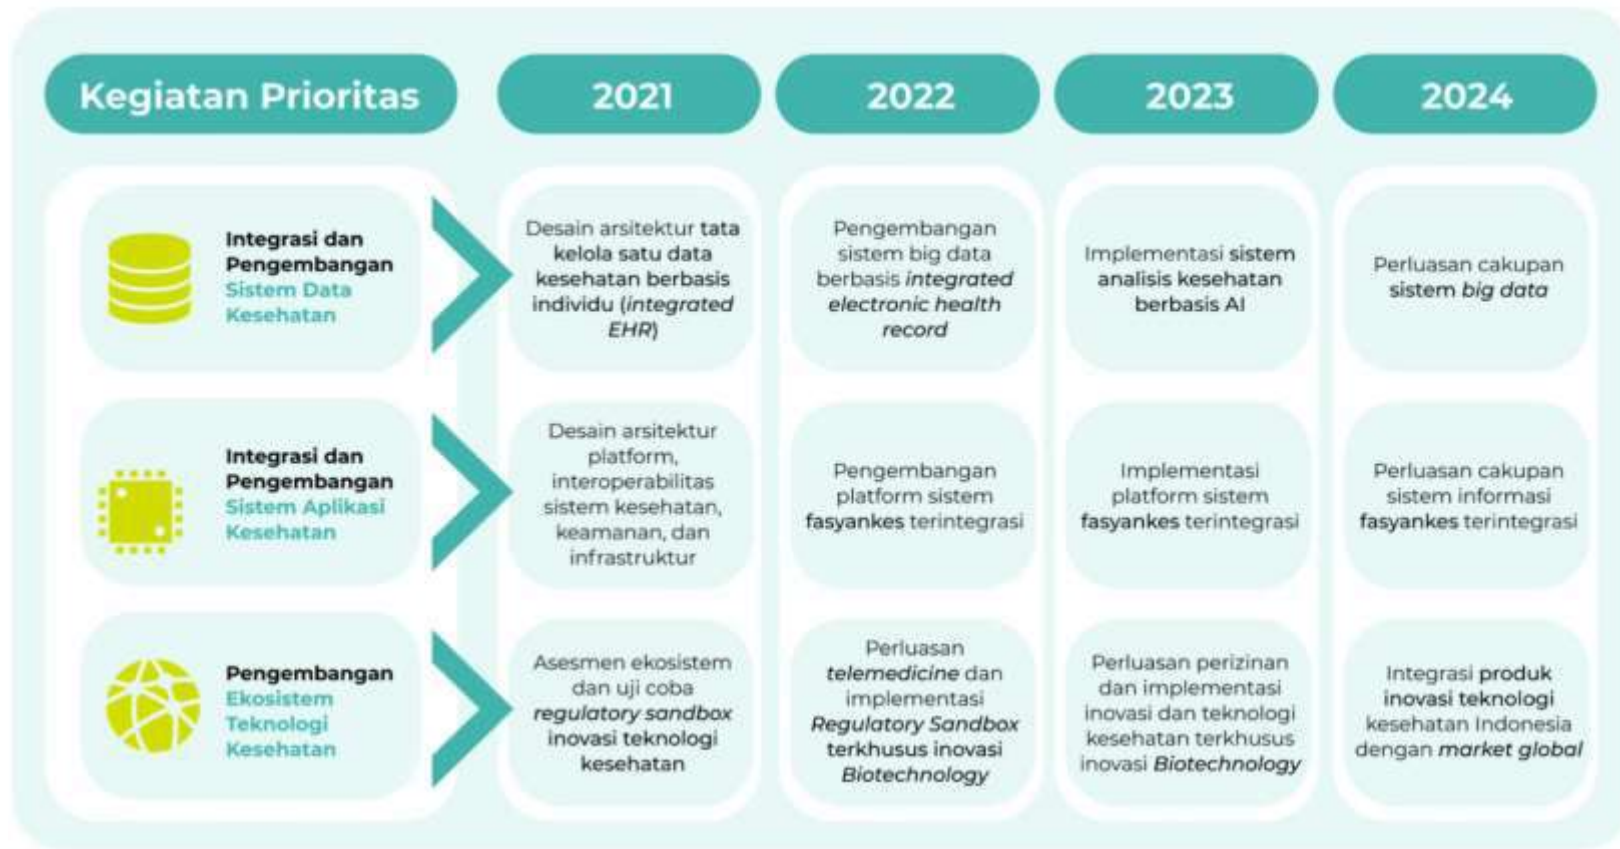 Kegiatan Prioritas
2021
2022
2023
2024
Integrasi dan
Pengembangan
Sistem Data
Kesehatan
Desain arsitektur tata
kelola satu data
kesehatan berbasis
individu (integrated
EHR)
Pengembangan
sistem big data
berbasis integrated
electronic health
record
Implementasi sistem
analisis kesehatan
berbasis AI
Perluasan cakupan
sistem big data
Integrasi dan
Pengembangan
Sistem Aplikasi
Kesehatan
Desain arsitektur
platform,
interoperabilitas
sistem kesehatan,
keamanan, dan
infrastruktur
Pengembangan
platform sistem
fasyankes terintegrasi
Implementasi
platform sistem
fasyankes terintegrasi
Perluasan cakupan
sistem informasi
fasyankes terintegrasi
Pengembangan
Ekosistem
Teknologi
Kesehatan
Asesmen ekosistem
dan uji coba
regulatory sandbox
inovasi teknologi
kesehatan
Perluasan
telemedicine dan
implementasi
Regulatory Sandbox
terkhusus inovasi
Biotechnology
Perluasan perizinan
dan implementasi
inovasi dan teknologi
kesehatan terkhusus
inovasi Biotechnology
Integrasi produk
inovasi teknologi
kesehatan Indonesia
dengan market global